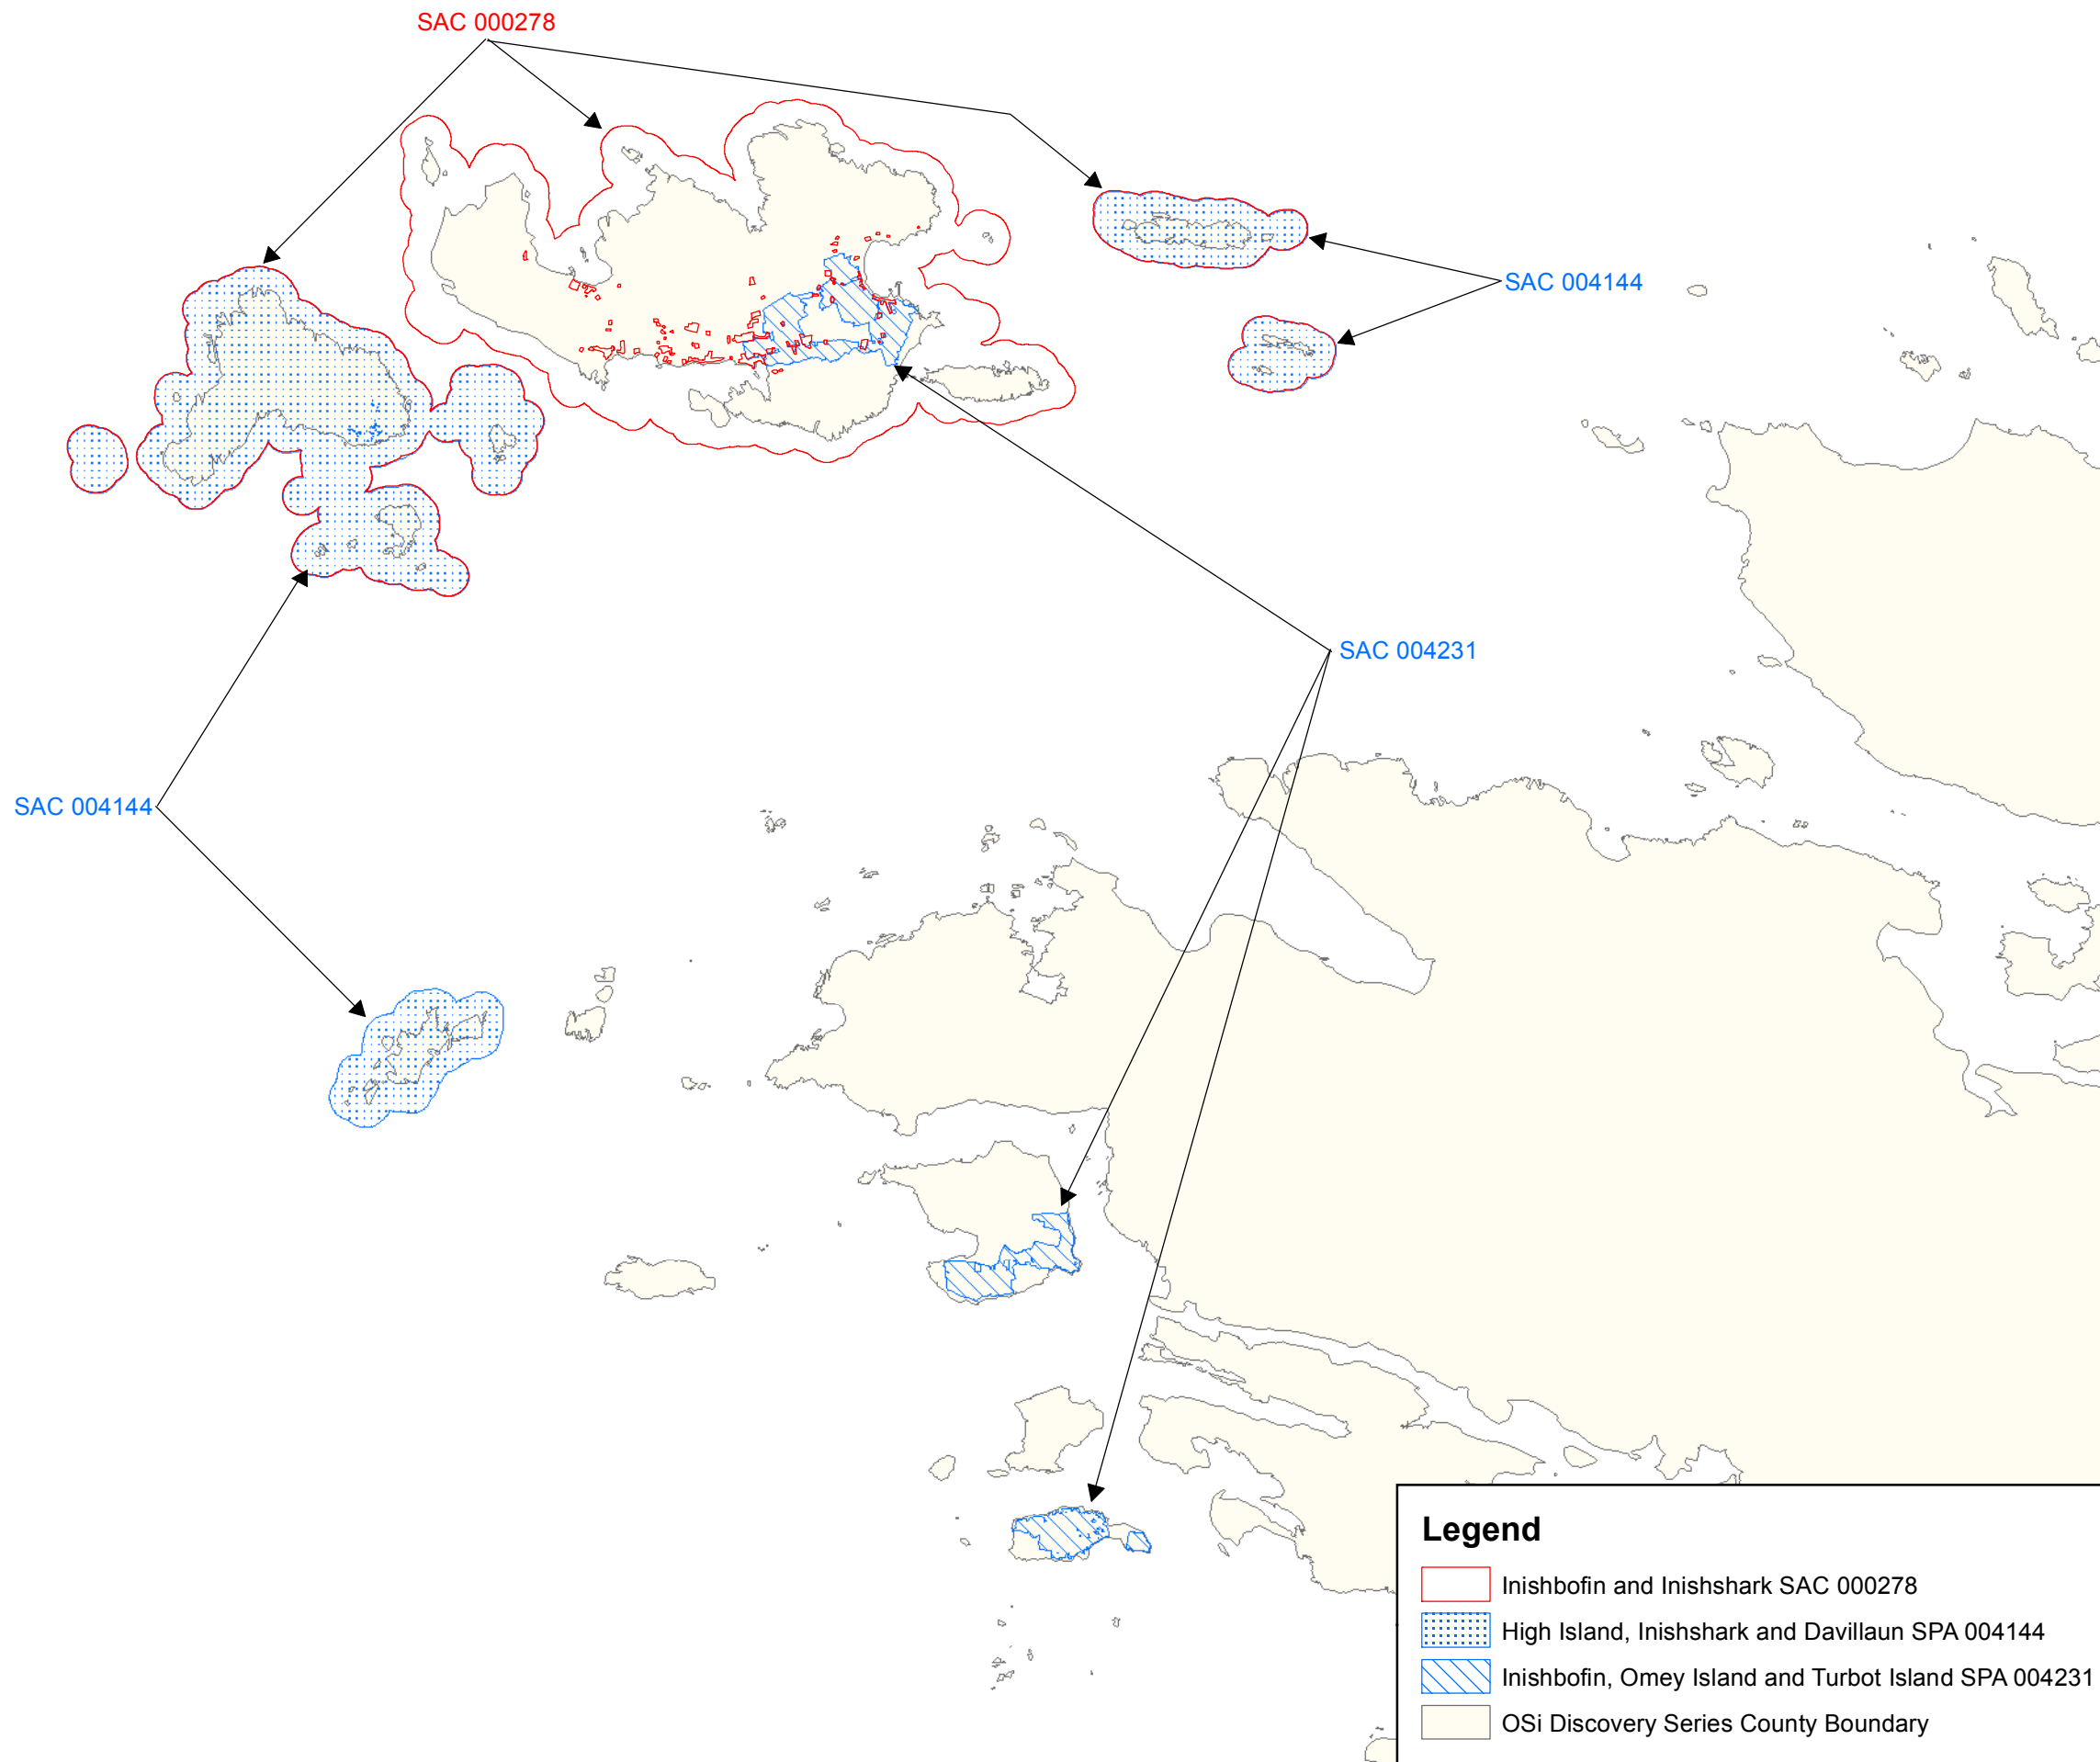 SAC 000278
SAC 004144
SAC 004231
SAC 004144
Legend
Inishbofin and Inishshark SAC 000278
High Island, Inishshark and Davillaun SPA 004144
Inishbofin, Omey Island and Turbot Island SPA 004231
OSi Discovery Series County Boundary